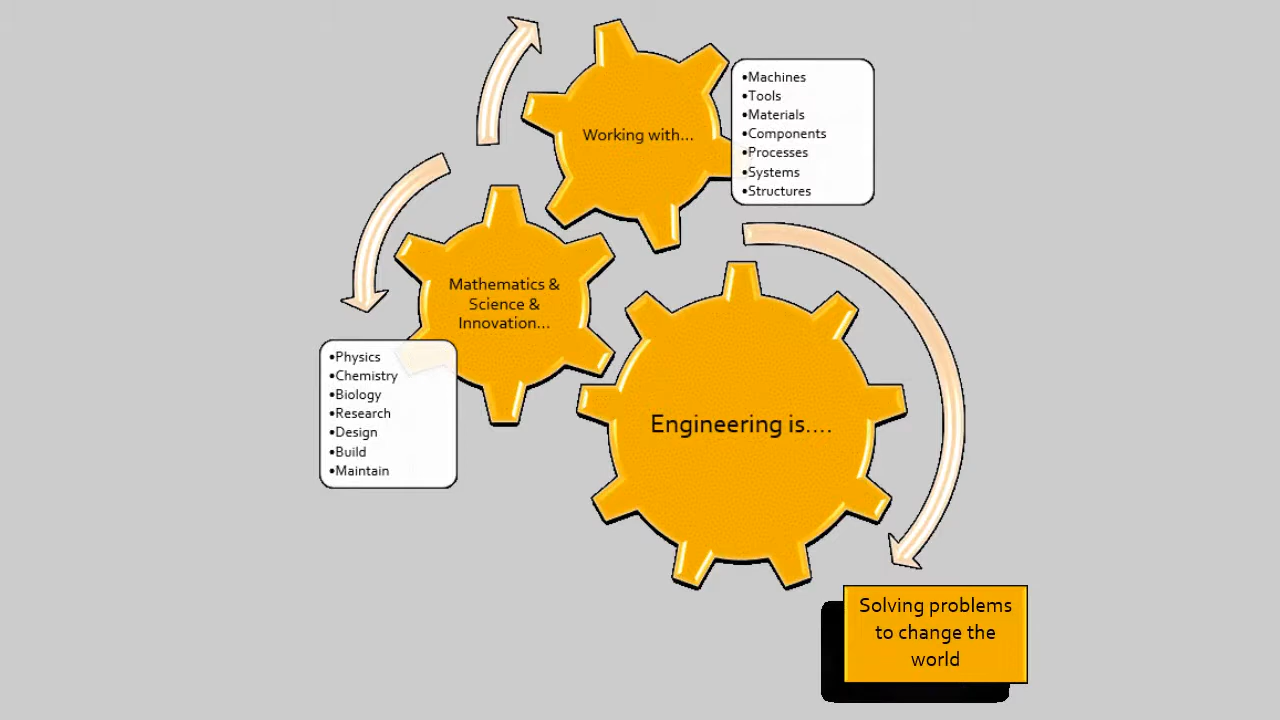 Working with...
•Machines
•Tools
•Materials
•Components
•Processes
•Systems
•Structures
Mathematics &
Science &
Innovation...
•Physics
•Chemistry
•Biology
•Research
•Design
•Build
•Maintain
Engineering is....
Solving problems
to change the
world